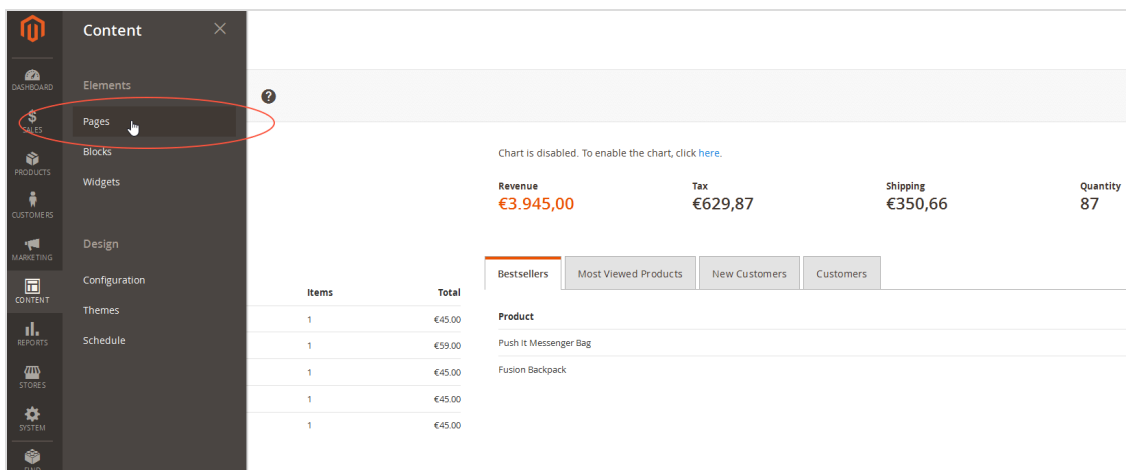 Content
DASHBOARD
SALES
PRODUCTS
CUSTOMERS
MARKETING
CONTENT
REPORTS
STORES
SYSTEM
Elements
Pages
Blocks
Widgets
Design
Configuration
Themes
Schedule
?
Chart is disabled. To enable the chart, click here.
Revenue Tax Shipping Quantity
€3.945,00 €629,87 €350,66 87
Bestsellers Most Viewed Products New Customers Customers
Items Total
1 €45.00
1 €59.00
1 €45.00
1 €45.00
1 €45.00
Product
Push It Messenger Bag
Fusion Backpack